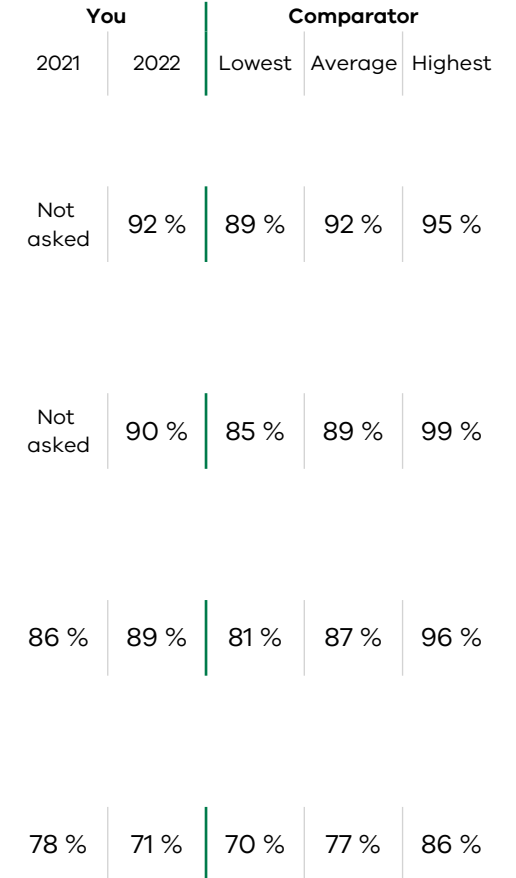 You Comparator
2021 2022 Lowest Average Highest
Not
asked 92 % 89 % 92 % 95 %
Not
asked 90 % 85 % 89 % 99 %
86 % 89 % 81 % 87 % 96 %
78 % 71 % 70 % 77 % 86 %